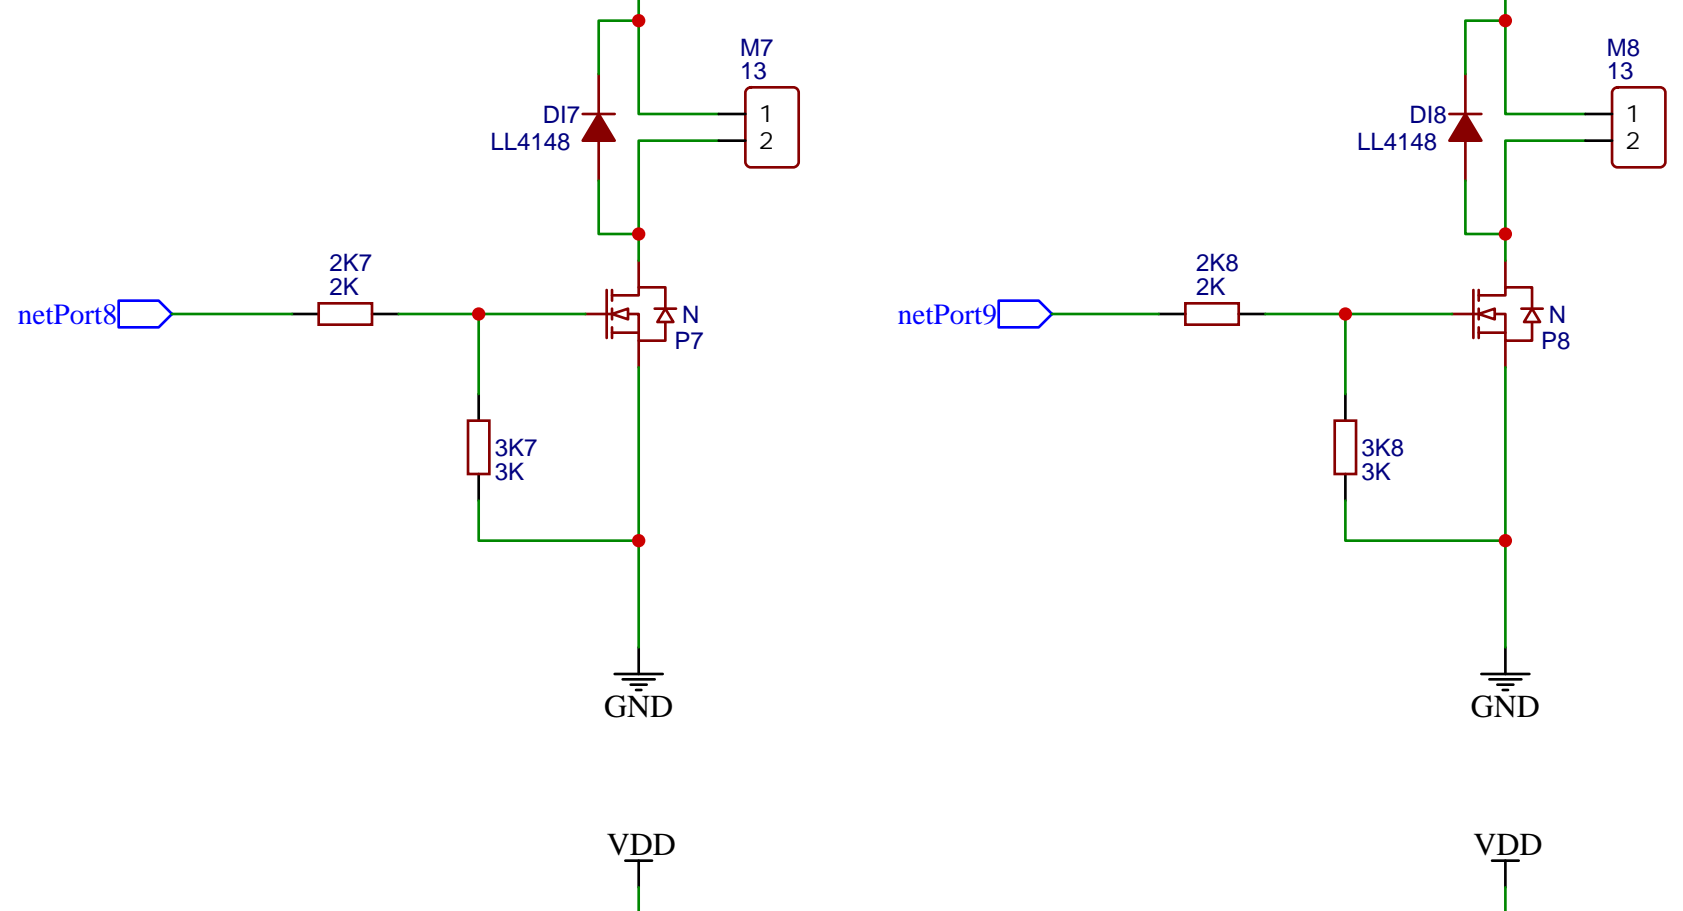 M7
13
1
2
DI7
LL4148
2K7
2K
netPort8
N
P7
3K7
3K
GND
VDD
M8
13
1
2
DI8
LL4148
2K8
2K
netPort9
N
P8
3K8
3K
GND
VDD